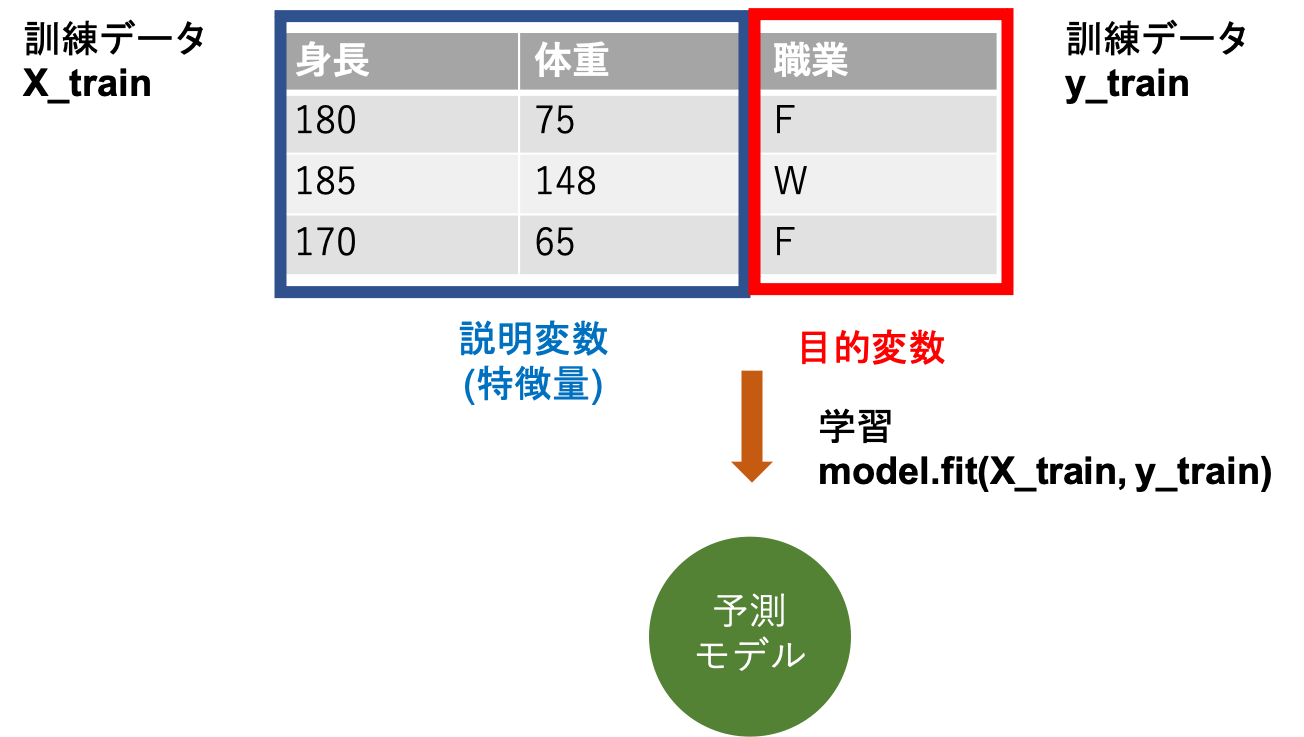 訓練データ
X_train
身長 体重 職業
180 75 F
185 148 W
170 65 F
訓練データ
y_train
説明変数
(特徴量)
目的変数
学習
model.fit(X_train, y_train)
予測
モデル